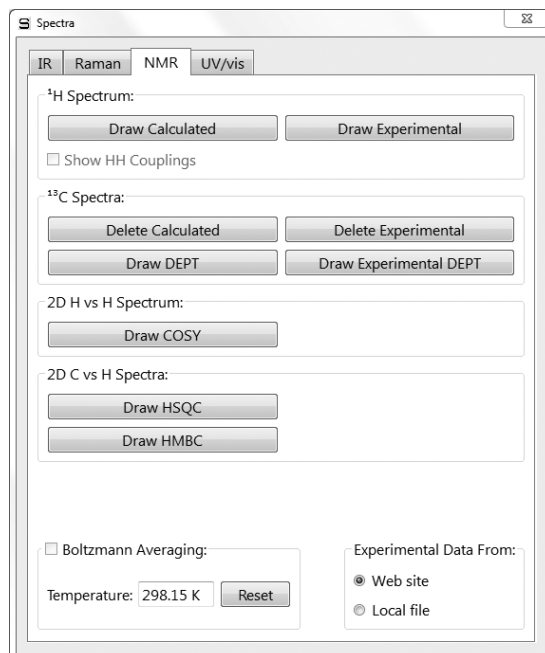 Spectra
IR Raman NMR UV/vis
¹H Spectrum:
Draw Calculated Draw Experimental
Show HH Couplings
¹³C Spectra:
Delete Calculated Delete Experimental
Draw DEPT Draw Experimental DEPT
2D H vs H Spectrum:
Draw COSY
2D C vs H Spectra:
Draw HSQC
Draw HMBC
Boltzmann Averaging: Experimental Data From:
Web site
Temperature: 298.15 K Reset
Local file